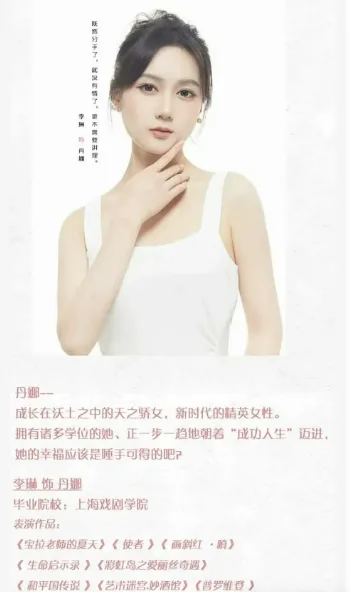 既然分手了，就没有情了，更不需要讲理。
李琳 饰 丹娜
丹娜——
成长在沃土之中的天之骄女，新时代的精英女性。
拥有诸多学位的她、正一步一趋地朝着“成功人生”迈进，
她的幸福应该是唾手可得的吧?
李琳 饰 丹娜
毕业院校：上海戏剧学院
表演作品：
《宝拉老师的夏天》《 使者 》《 画斜红 · 响》
《 生命启示录 》《彩虹岛之爱丽丝奇遇》
《 和平国传说 》《艺术迷宫·妙酒馆》《普罗维登 》